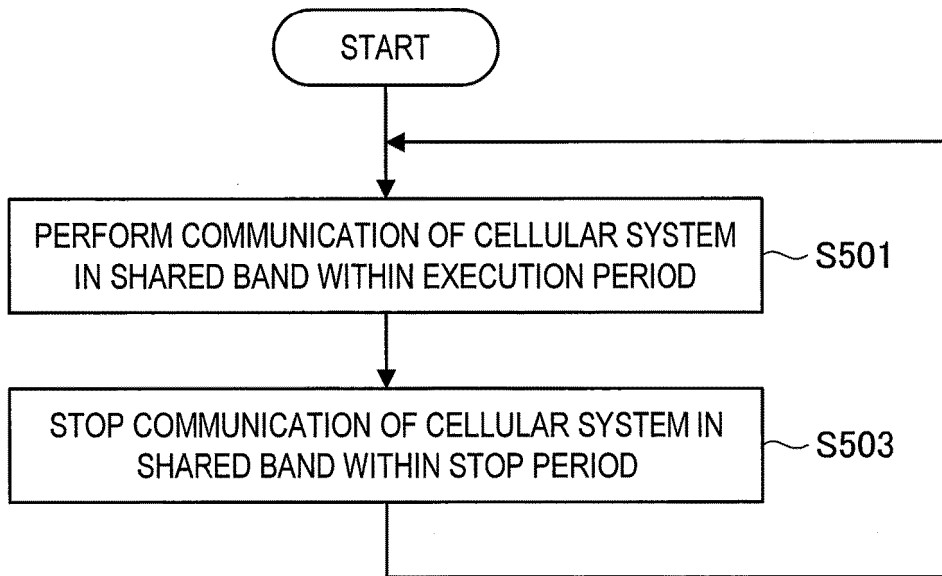 START
PERFORM COMMUNICATION OF CELLULAR SYSTEM
IN SHARED BAND WITHIN EXECUTION PERIOD
S501
STOP COMMUNICATION OF CELLULAR SYSTEM IN
SHARED BAND WITHIN STOP PERIOD
S503